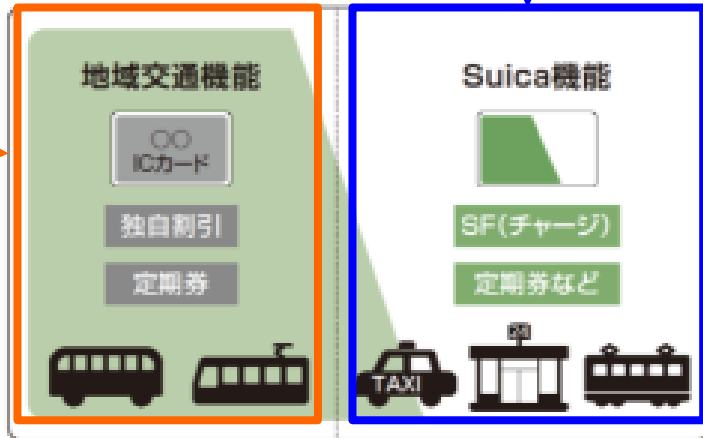 地域交通機能
〇〇
ICカード
独自割引
定期券
Suica機能
SF(チャージ)
定期券など
TAXI